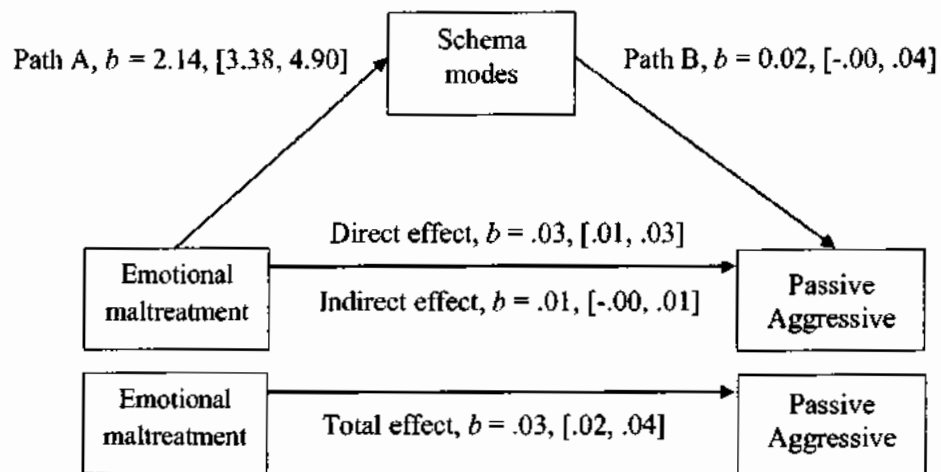 Schema
modes
Path A, b = 2.14, [3.38, 4.90]
Path B, b = 0.02, [-.00, .04]
Direct effect, b = .03, [.01, .03]
Emotional
maltreatment
Indirect effect, b = .01, [-.00, .01]
Passive
Aggressive
Emotional
maltreatment
Total effect, b = .03, [.02, .04]
Passive
Aggressive